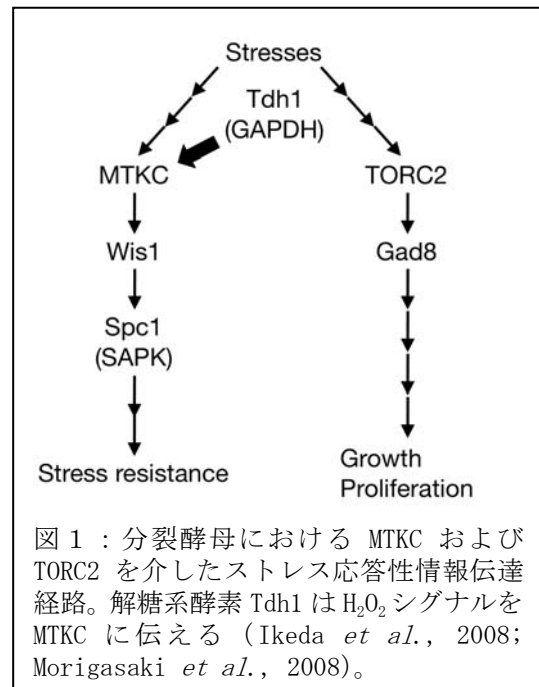 Stresses
Tdh1
(GAPDH)
MTKC
TORC2
Wis1
Gad8
Spc1
(SAPK)
Stress resistance
Growth
Proliferation
図1：分裂酵母における MTKC および
TORC2 を介したストレス応答性情報伝達
経路。解糖系酵素 Tdh1 は H₂O₂ シグナルを
MTKC に伝える (Ikeda et al., 2008;
Morigasaki et al., 2008)。